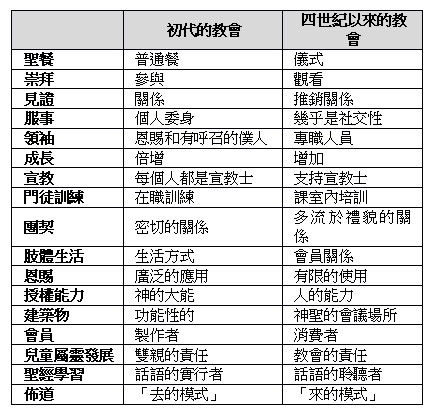 初代的教會 四世紀以來的教會
聖餐 普通餐 儀式
崇拜 參與 觀看
見證 關係 推銷關係
服事 個人委身 幾乎是社交性
領袖 恩賜和有呼召的僕人 專職人員
成長 倍增 增加
宣教 每個人都是宣教士 支持宣教士
門徒訓練 在職訓練 課室內培訓
團契 密切的關係 多流於禮貌的關係
肢體生活 生活方式 會員關係
恩賜 廣泛的應用 有限的使用
授權能力 神的大能 人的能力
建築物 功能性的 神聖的會議場所
會員 製作者 消費者
兒童屬靈發展 雙親的責任 教會的責任
聖經學習 話語的實行者 話語的聆聽者
佈道 「去的模式」 「來的模式」